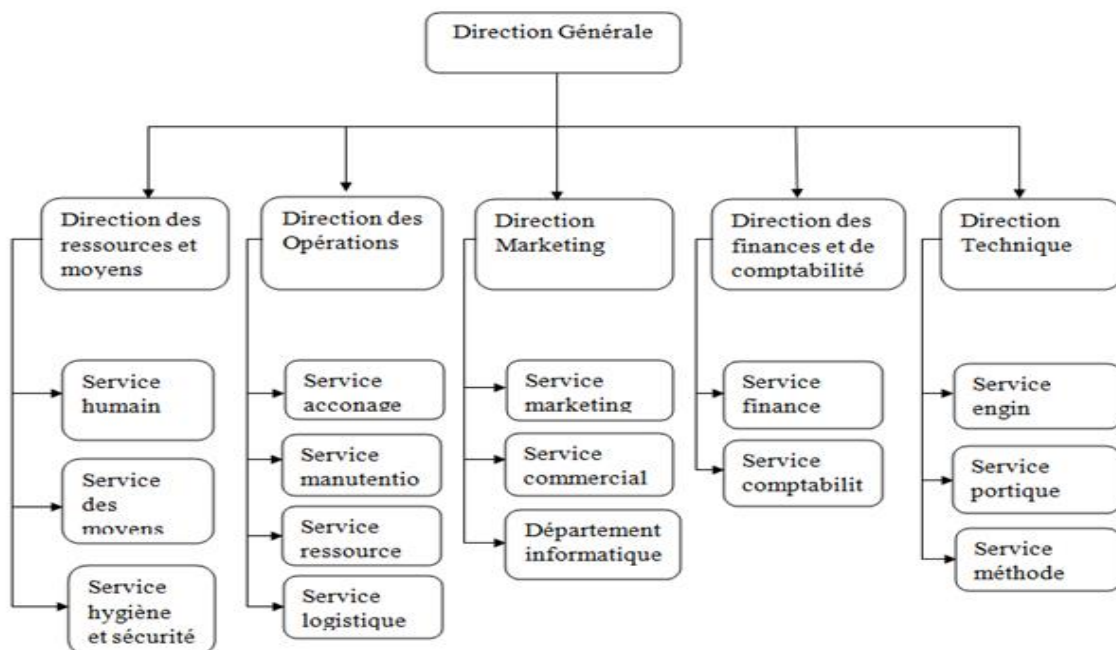 Direction Générale
Direction des
ressources et
moyens
Direction des
Opérations
Direction
Marketing
Direction des
finances et de
comptabilité
Direction
Technique
Service
humain
Service
des
moyens
Service
hygiène
et sécurité
Service
acconage
Service
manutentio
Service
ressource
Service
logistique
Service
marketing
Service
commercial
Département
informatique
Service
finance
Service
comptabilit
Service
engin
Service
portique
Service
méthode